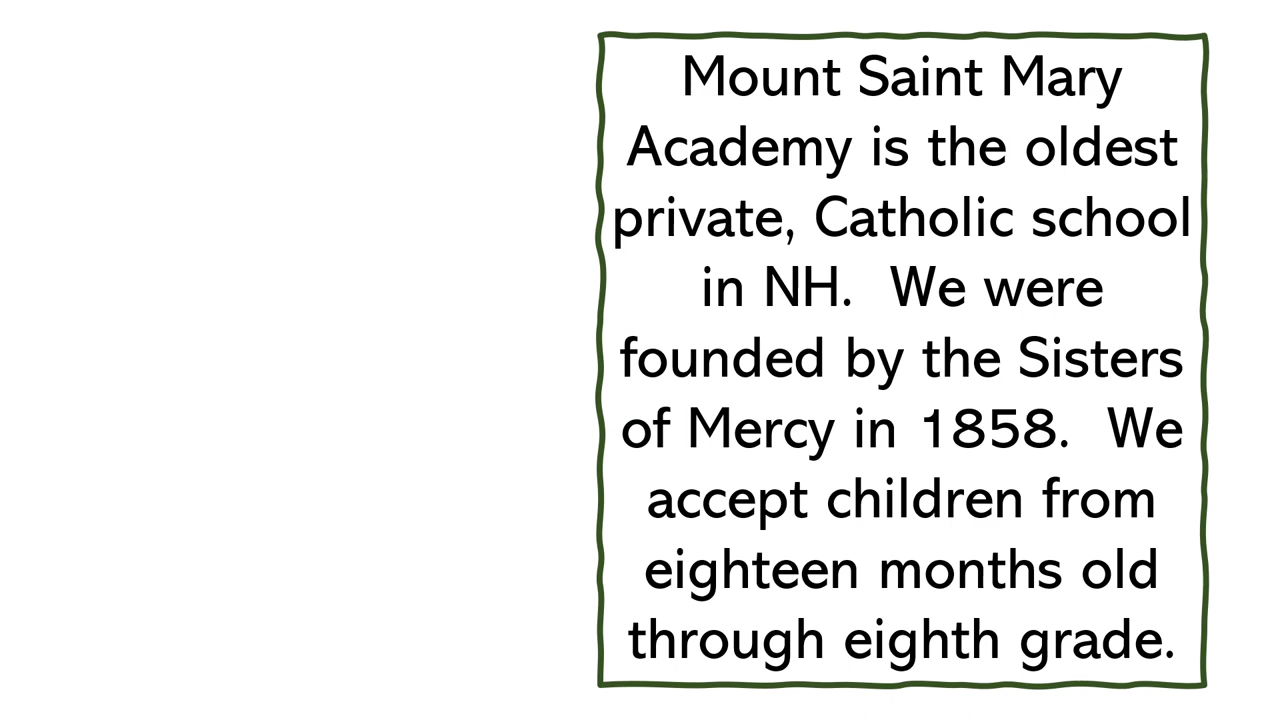 Mount Saint Mary
Academy is the oldest
private, Catholic school
in NH.  We were
founded by the Sisters
of Mercy in 1858.  We
accept children from
eighteen months old
through eighth grade.